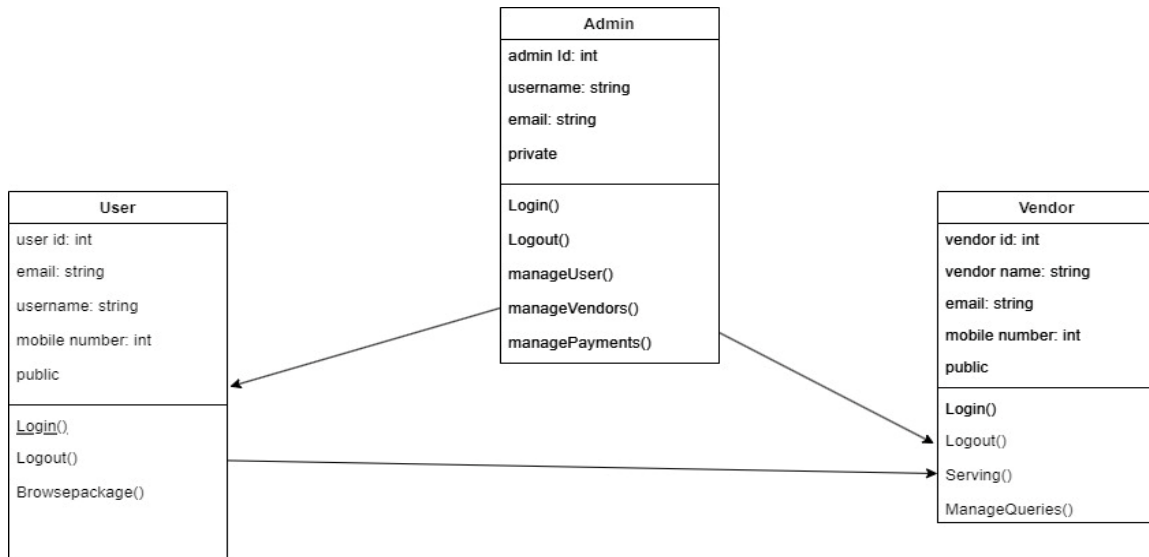 Admin
admin Id: int
username: string
email: string
private
Login()
Logout()
manageUser()
manageVendors()
managePayments()
User
user id: int
email: string
username: string
mobile number: int
public
Login()
Logout()
Browsepackage()
Vendor
vendor id: int
vendor name: string
email: string
mobile number: int
public
Login()
Logout()
Serving()
ManageQueries()